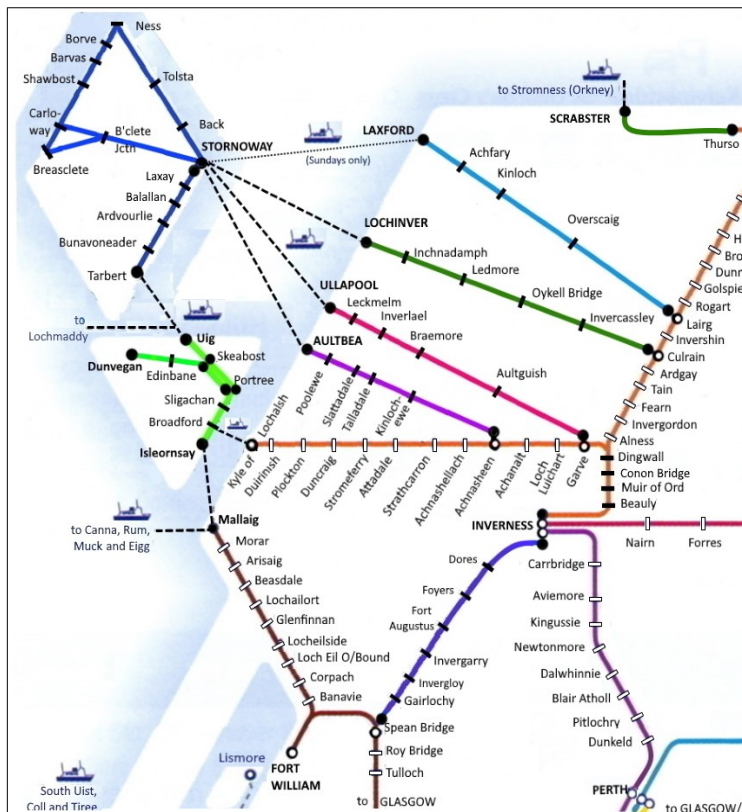 Ness
Borve
Barvas
Shawbost
Tolsta
Carlo-
way
B'clete
Jctn
Back
Breasclete
STORNOWAY
(Sundays only)
Laxay
Balallan
Ardvourlie
Bunavoneader
Tarbert
to
Lochmaddy
to Stromness (Orkney)
SCRABSTER
Thurso
LAXFORD
Achfary
Kinloch
Overscaig
LOCHINVER
Inchnadamph
Ledmore
Oykell Bridge
Invercassley
ULLAPOOL
Leckmelm
Inverlael
Braemore
Aultguish
AULTBEA
Poolewe
Slattadale
Talladale
Kinloch-
ewe
H
Bro
Dunn
Golspie
Rogart
Lairg
Invershin
Culrain
Ardgay
Tain
Fearn
Invergordon
Alness
Dingwall
Conon Bridge
Muir of Ord
Beauly
Uig
Dunvegan
Skeabost
Edinbane
Portree
Sligachan
Broadford
Isleornsay
Kyle of
Lochalsh
Duirinish
Plockton
Duncraig
Stromeferry
Attadale
Strathcarron
Achnashellach
Achnasheen
Achanalt
Loch
Luichart
Garve
to Canna, Rum,
Muck and Eigg
Mallaig
Morar
Arisaig
Beasdale
Lochailort
Glenfinnan
Locheilside
Loch Eil O/Bound
Corpach
Banavie
FORT
WILLIAM
INVERNESS
Nairn
Forres
Dores
Foyers
Fort
Augustus
Invergarry
Invergloy
Gairlochy
Spean Bridge
Roy Bridge
Tulloch
to GLASGOW
Carrbridge
Aviemore
Kingussie
Newtonmore
Dalwhinnie
Blair Atholl
Pitlochry
Dunkeld
PERTH
to GLASGOW/
Lismore
South Uist,
Coll and Tiree